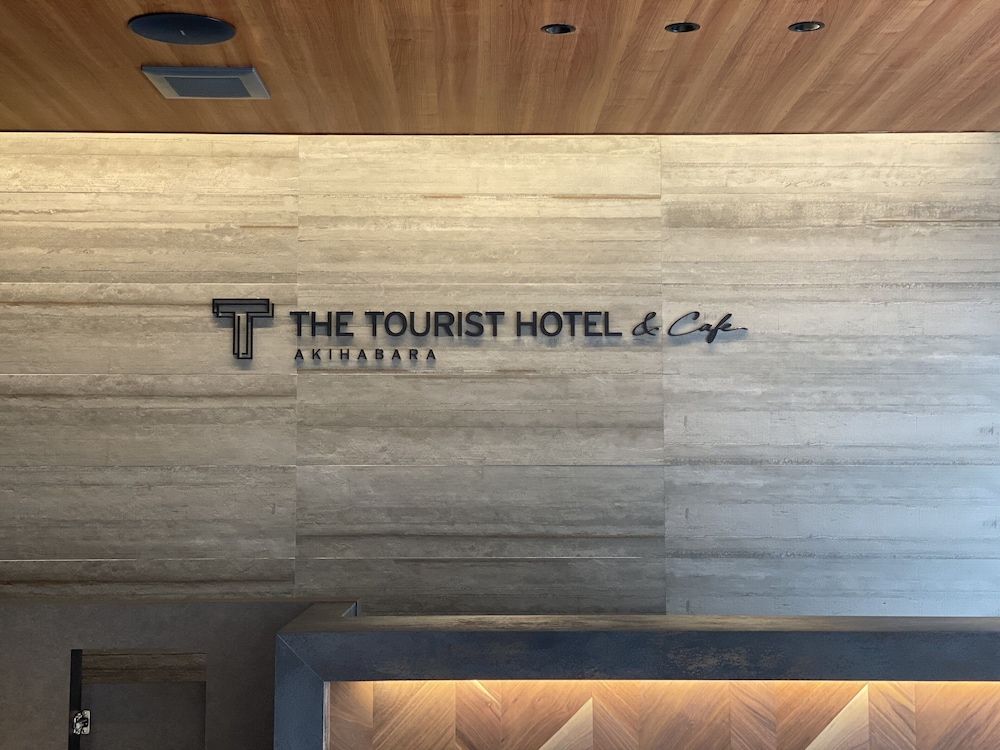 T THE TOURIST HOTEL & Cafe
AKIHABARA